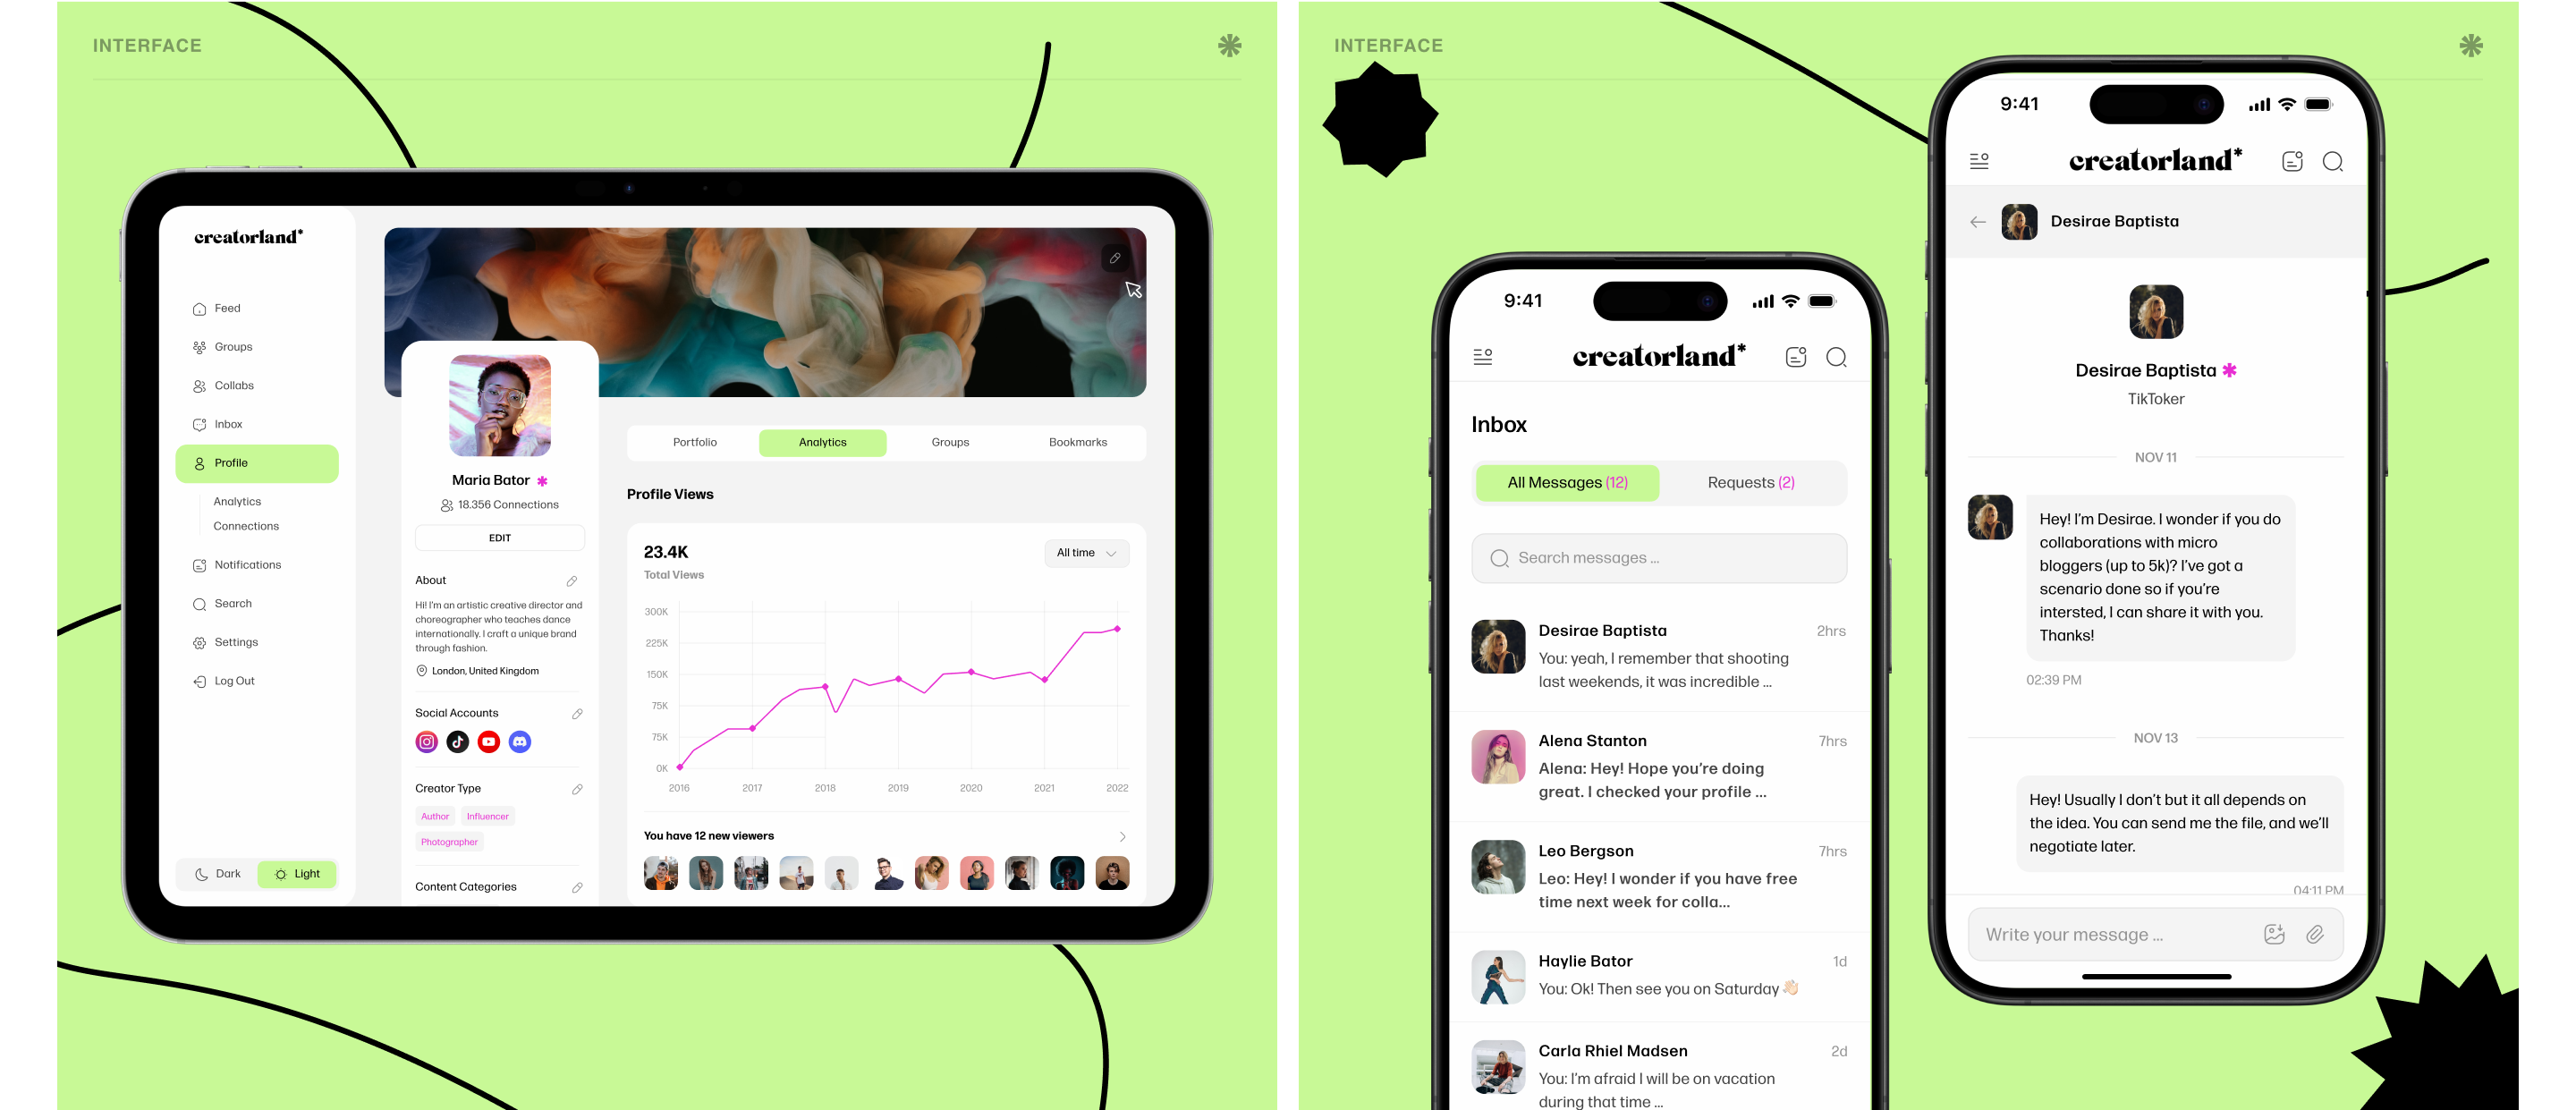 INTERFACE
creatorland*
Feed
Groups
Collabs
Inbox
Profile
Analytics
Connections
Notifications
Search
Settings
Log Out
Dark
Light
Maria Bator
18.356 Connections
EDIT
About
Hi! I'm an artistic creative director and
choreographer who teaches dance
internationally. I craft a unique brand
through fashion.
London, United Kingdom
Social Accounts
Creator Type
Author
Influencer
Photographer
Content Categories
Portfolio
Analytics
Groups
Bookmarks
Profile Views
23.4K
All time
Total Views
300K
225K
150K
75K
75K
0K
2016
2017
2018
2019
2020
2021
2022
You have 12 new viewers
INTERFACE
9:41
creatorland*
Inbox
All Messages (12)
Requests (2)
Search messages ...
Desirae Baptista
2hrs
You: yeah, I remember that shooting
last weekends, it was incredible ...
Alena Stanton
7hrs
Alena: Hey! Hope you're doing
great. I checked your profile ...
Leo Bergson
7hrs
Leo: Hey! I wonder if you have free
time next week for colla...
Haylie Bator
1d
You: Ok! Then see you on Saturday 👋🏻
Carla Rhiel Madsen
2d
You: I'm afraid I will be on vacation
during that time ...
9:41
creatorland*
Desirae Baptista
Desirae Baptista
TikToker
NOV 11
Hey! I'm Desirae. I wonder if you do
collaborations with micro
bloggers (up to 5k)? I've got a
scenario done so if you're
intersted, I can share it with you.
Thanks!
02:39 PM
NOV 13
Hey! Usually I don't but it all depends on
the idea. You can send me the file, and we'll
negotiate later.
04:11 PM
Write your message ...